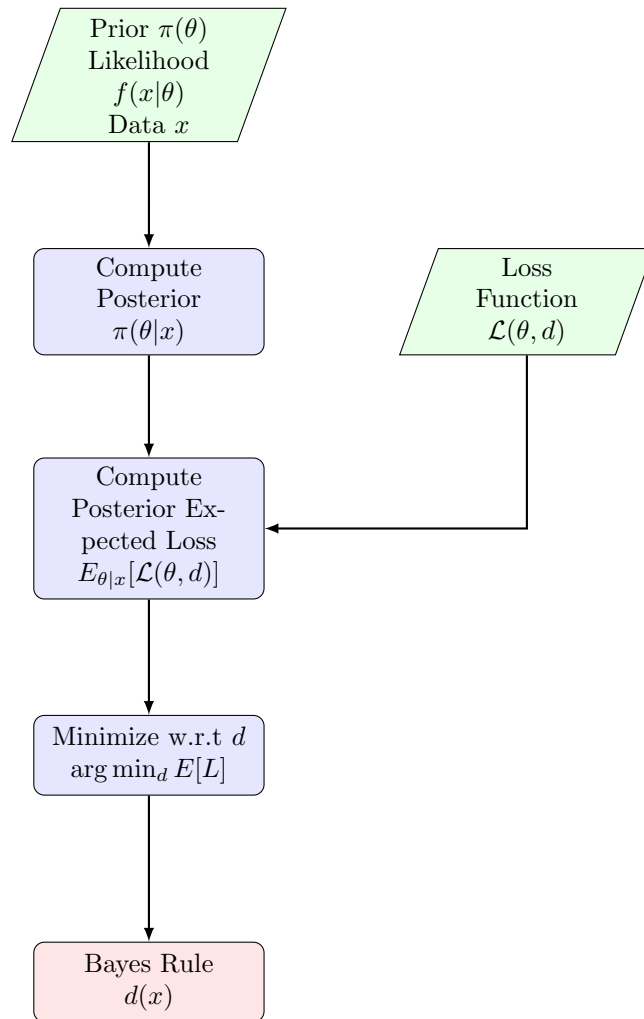 Prior π(θ)
Likelihood
f(x|θ)
Data x
Compute
Posterior
π(θ|x)
Loss
Function
ℒ(θ, d)
Compute
Posterior Ex-
pected Loss
E_{θ|x}[ℒ(θ, d)]
Minimize w.r.t d
arg min_d E[L]
Bayes Rule
d(x)